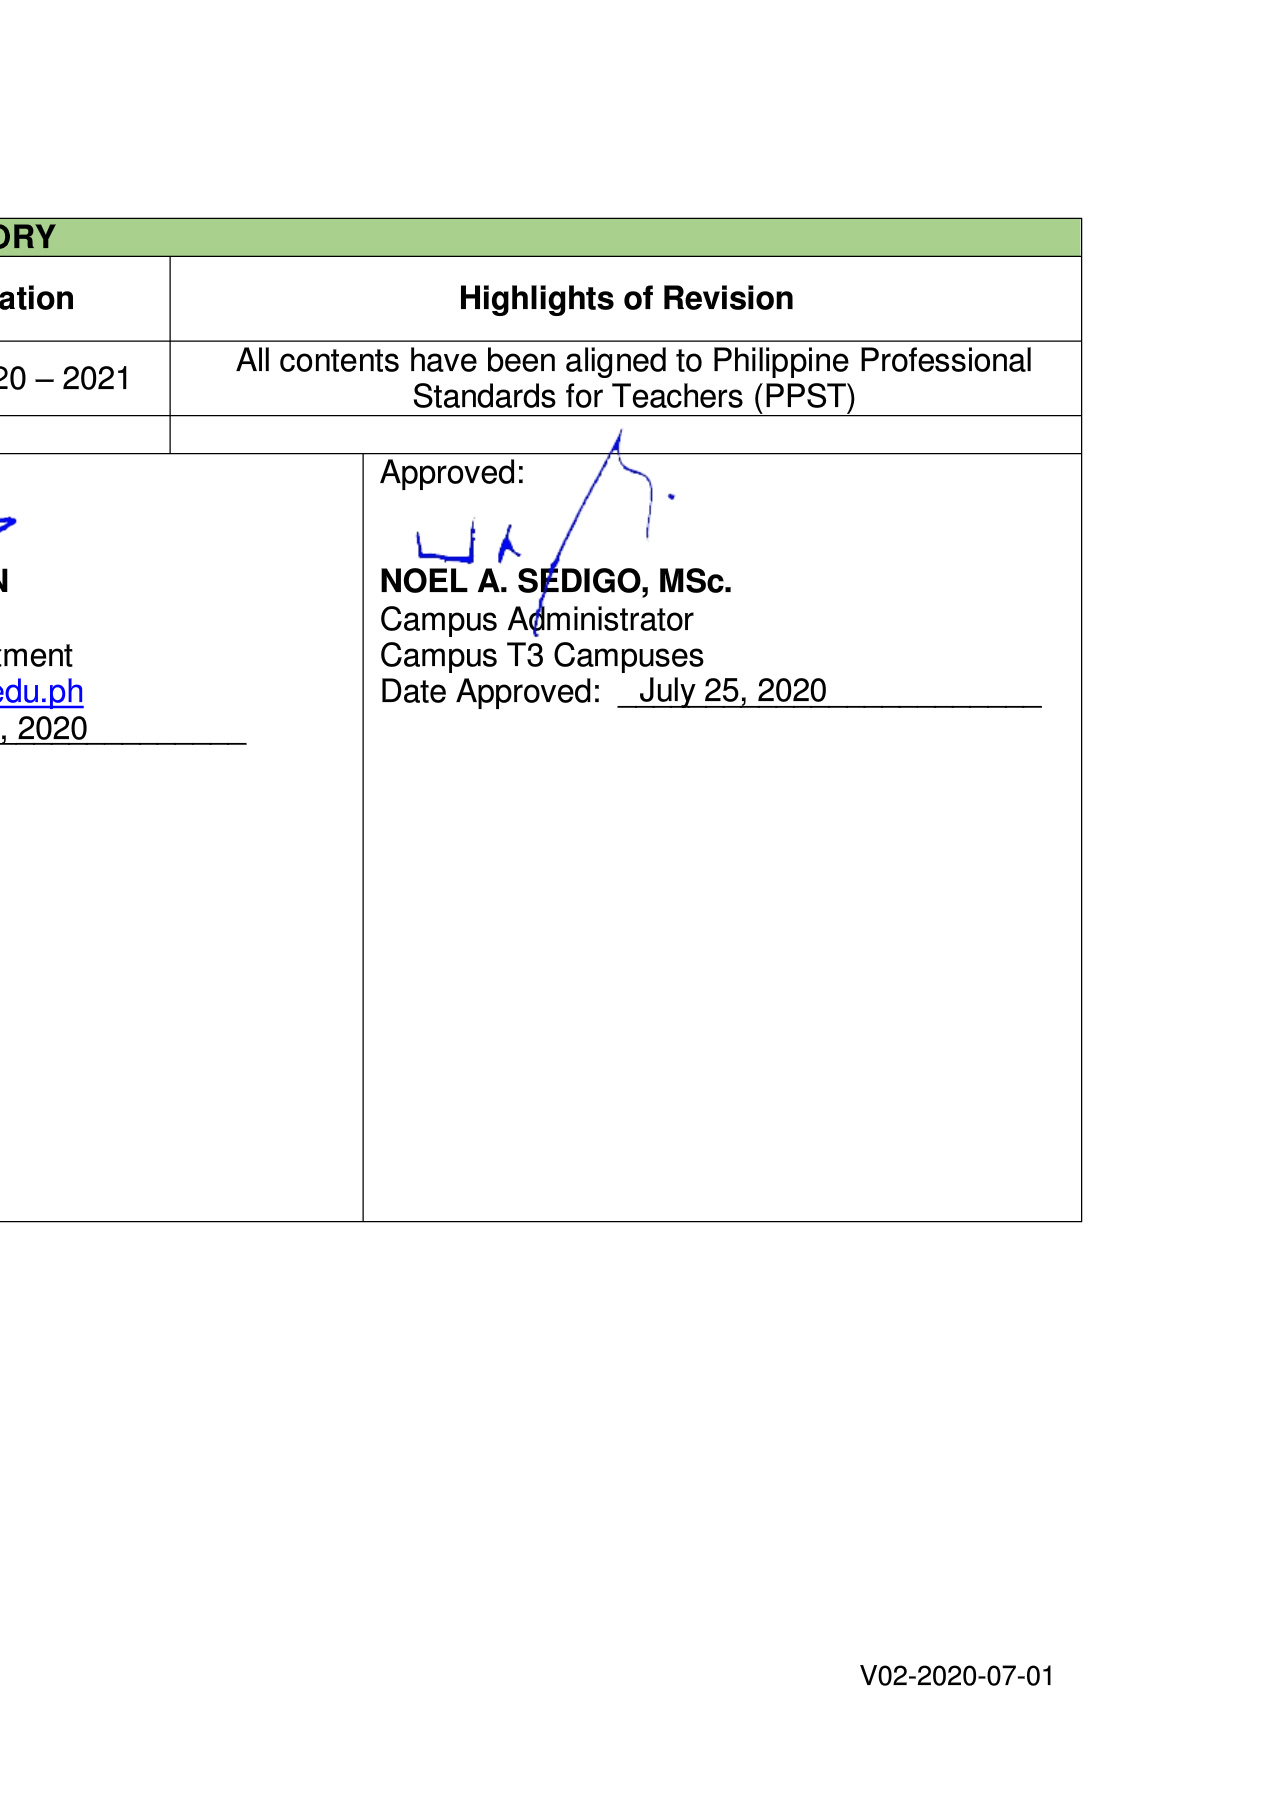 ORY
ation
Highlights of Revision
20 – 2021
All contents have been aligned to Philippine Professional
Standards for Teachers (PPST)
N
tment
edu.ph
, 2020
Approved:
NOEL A. SEDIGO, MSc.
Campus Administrator
Campus T3 Campuses
Date Approved: July 25, 2020
V02-2020-07-01